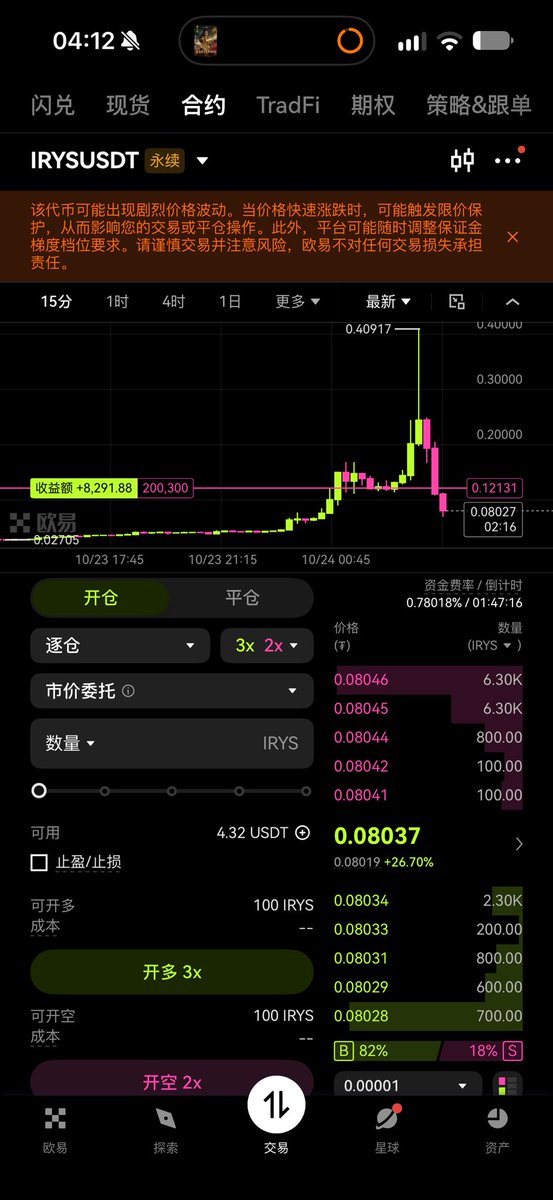 04:12
闪兑 现货 合约 TradFi 期权 策略&跟单
IRYSUSDT 永续
该代币可能出现剧烈价格波动。当价格快速涨跌时，可能触发限价保
护，从而影响您的交易或平仓操作。此外，平台可能随时调整保证金
梯度档位要求。请谨慎交易并注意风险，欧易不对任何交易损失承担
责任。
15分 1时 4时 1日 更多 最新
0.40917
0.40000
0.30000
0.20000
收益额 +8,291.88 200,300 0.12131
0.08027
02:16
欧易
0.02705
10/23 17:45 10/23 21:15 10/24 00:45
开仓 平仓
资金费率 / 倒计时
0.78018% / 01:47:16
逐仓 3x 2x
价格 数量
(₮) (IRYS)
市价委托
0.08046 6.30K
0.08045 6.30K
数量 IRYS
0.08044 800.00
0.08042 100.00
0.08041 100.00
可用 4.32 USDT
0.08037
止盈/止损
0.08019 +26.70%
可开多 100 IRYS
成本 --
0.08034 2.30K
0.08033 200.00
开多 3x
0.08031 800.00
0.08029 600.00
可开空 100 IRYS
0.08028 700.00
成本 --
B 82% 18% S
开空 2x
0.00001
欧易 探索 交易 星球 资产